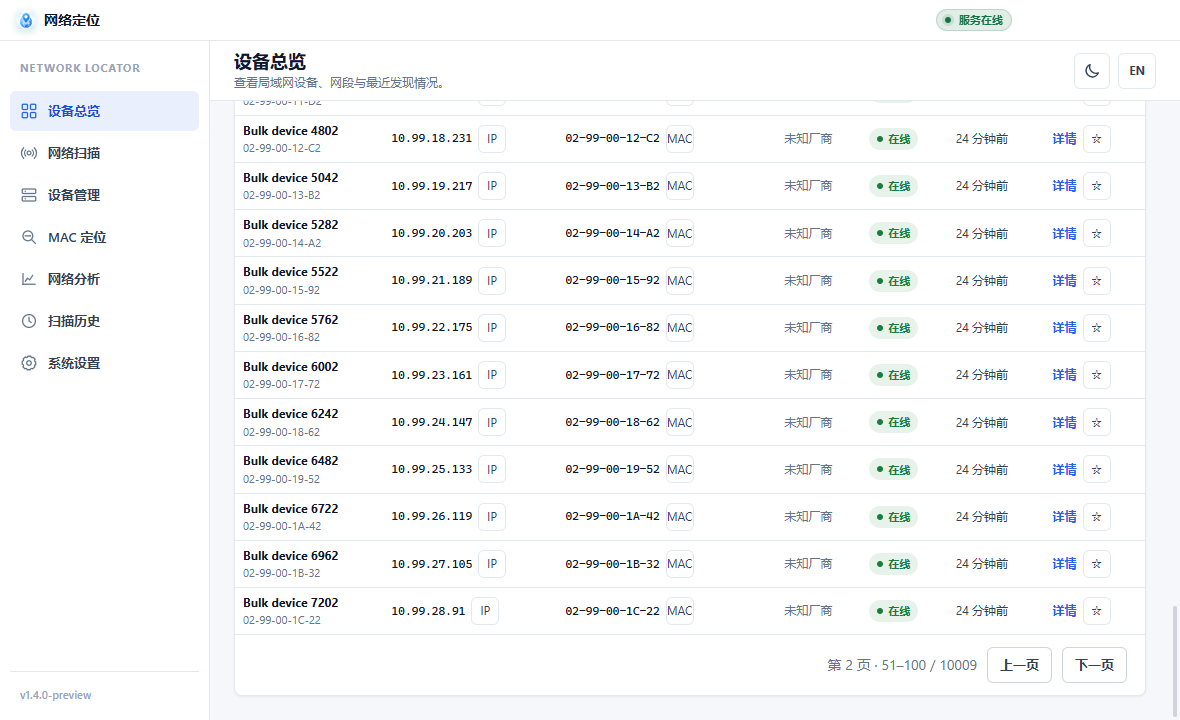 网络定位
服务在线
NETWORK LOCATOR
设备总览
网络扫描
设备管理
MAC 定位
网络分析
扫描历史
系统设置
v1.4.0-preview
设备总览
查看局域网设备、网段与最近发现情况。
EN
02-99-00-11-D2
Bulk device 4802
02-99-00-12-C2
10.99.18.231 IP 02-99-00-12-C2 MAC 未知厂商 在线 24 分钟前 详情 ☆
Bulk device 5042
02-99-00-13-B2
10.99.19.217 IP 02-99-00-13-B2 MAC 未知厂商 在线 24 分钟前 详情 ☆
Bulk device 5282
02-99-00-14-A2
10.99.20.203 IP 02-99-00-14-A2 MAC 未知厂商 在线 24 分钟前 详情 ☆
Bulk device 5522
02-99-00-15-92
10.99.21.189 IP 02-99-00-15-92 MAC 未知厂商 在线 24 分钟前 详情 ☆
Bulk device 5762
02-99-00-16-82
10.99.22.175 IP 02-99-00-16-82 MAC 未知厂商 在线 24 分钟前 详情 ☆
Bulk device 6002
02-99-00-17-72
10.99.23.161 IP 02-99-00-17-72 MAC 未知厂商 在线 24 分钟前 详情 ☆
Bulk device 6242
02-99-00-18-62
10.99.24.147 IP 02-99-00-18-62 MAC 未知厂商 在线 24 分钟前 详情 ☆
Bulk device 6482
02-99-00-19-52
10.99.25.133 IP 02-99-00-19-52 MAC 未知厂商 在线 24 分钟前 详情 ☆
Bulk device 6722
02-99-00-1A-42
10.99.26.119 IP 02-99-00-1A-42 MAC 未知厂商 在线 24 分钟前 详情 ☆
Bulk device 6962
02-99-00-1B-32
10.99.27.105 IP 02-99-00-1B-32 MAC 未知厂商 在线 24 分钟前 详情 ☆
Bulk device 7202
02-99-00-1C-22
10.99.28.91 IP 02-99-00-1C-22 MAC 未知厂商 在线 24 分钟前 详情 ☆
第 2 页 · 51–100 / 10009 上一页 下一页